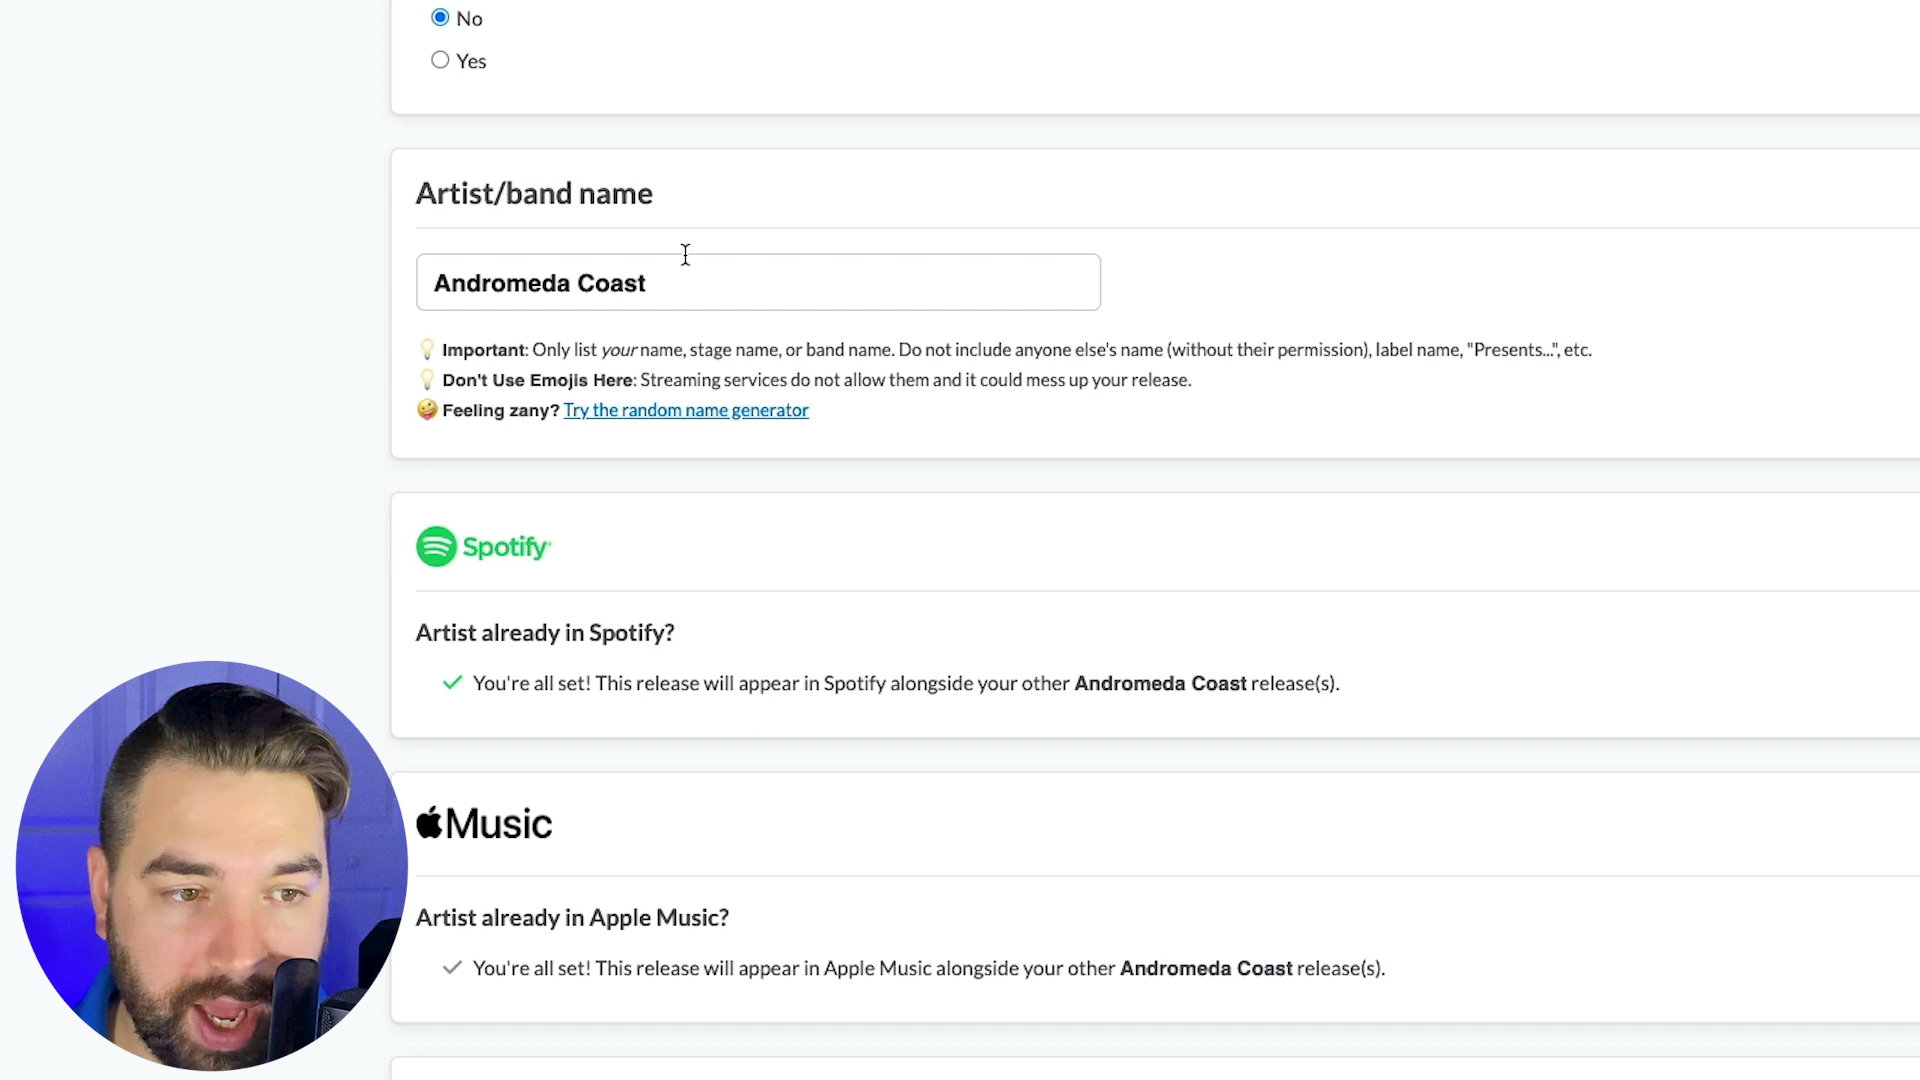 No
Yes
Artist/band name
Andromeda Coast
Important: Only list your name, stage name, or band name. Do not include anyone else's name (without their permission), label name, "Presents...", etc.
Don't Use Emojis Here: Streaming services do not allow them and it could mess up your release.
Feeling zany? Try the random name generator
Spotify
Artist already in Spotify?
You're all set! This release will appear in Spotify alongside your other Andromeda Coast release(s).
Music
Artist already in Apple Music?
You're all set! This release will appear in Apple Music alongside your other Andromeda Coast release(s).